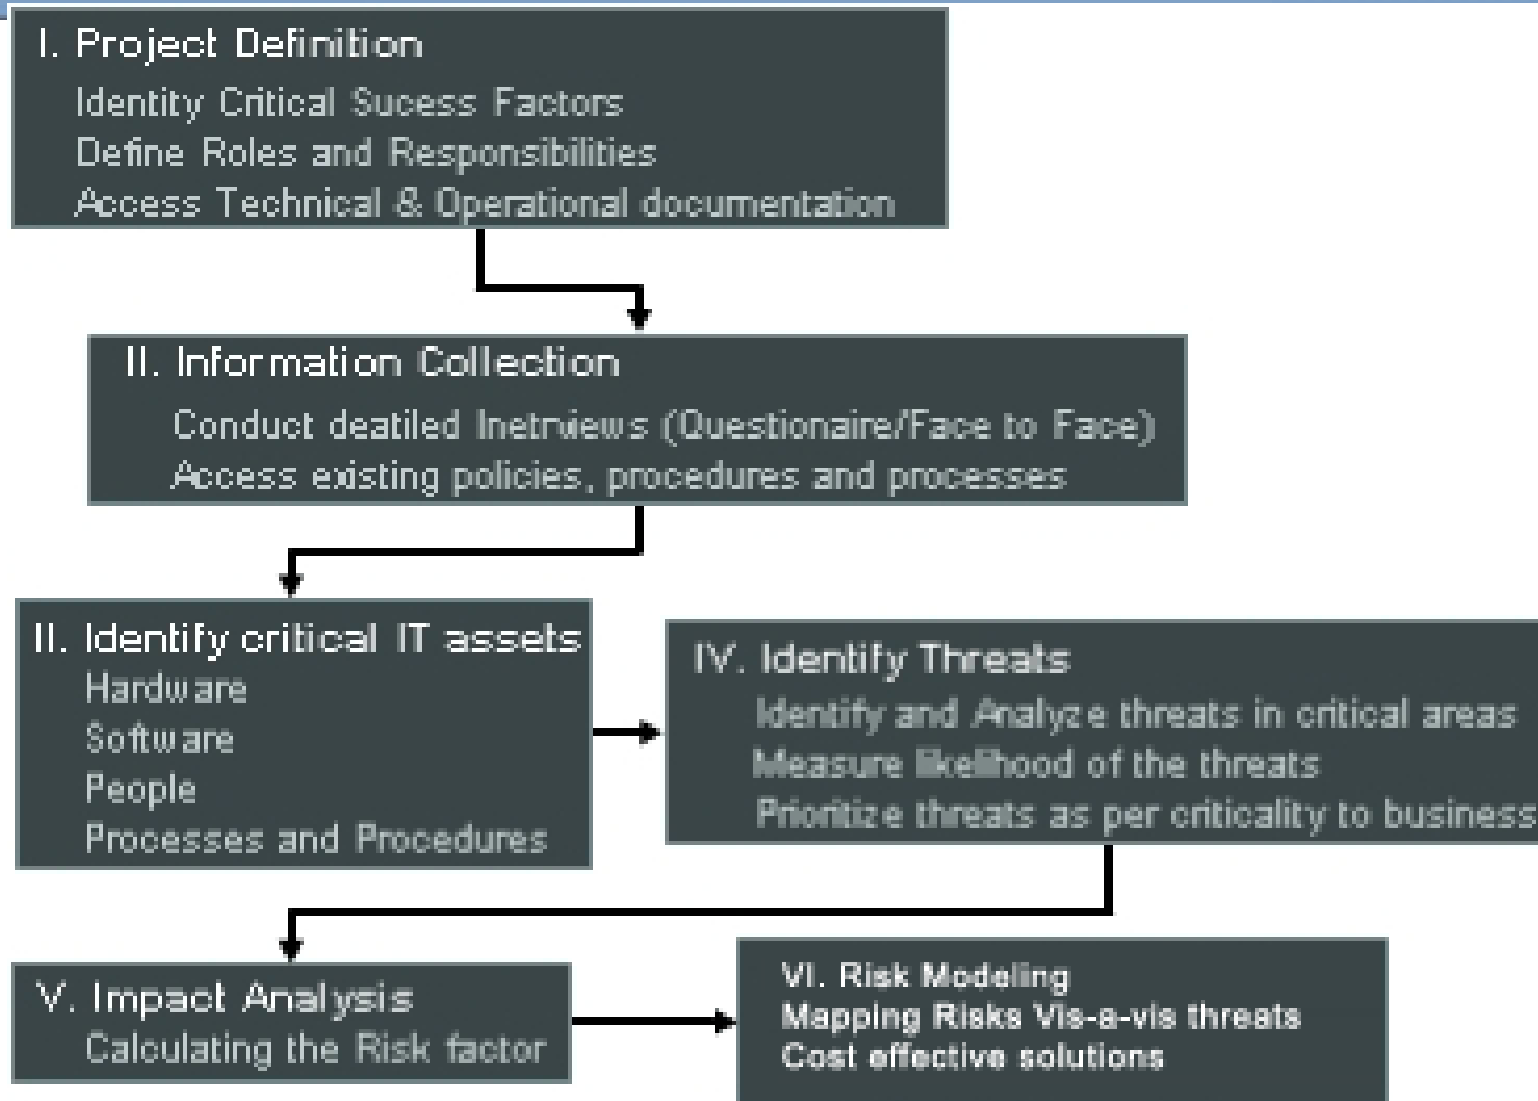 I. Project Definition
Identity Critical Sucess Factors
Define Roles and Responsibilities
Access Technical & Operational documentation
II. Information Collection
Conduct deatiled Inetrviews (Questionaire/Face to Face)
Access existing policies, procedures and processes
II. Identify critical IT assets
Hardware
Software
People
Processes and Procedures
IV. Identify Threats
Identify and Analyze threats in critical areas
Measure likelihood of the threats
Prioritize threats as per criticality to business
V. Impact Analysis
Calculating the Risk factor
VI. Risk Modeling
Mapping Risks Vis-a-vis threats
Cost effective solutions